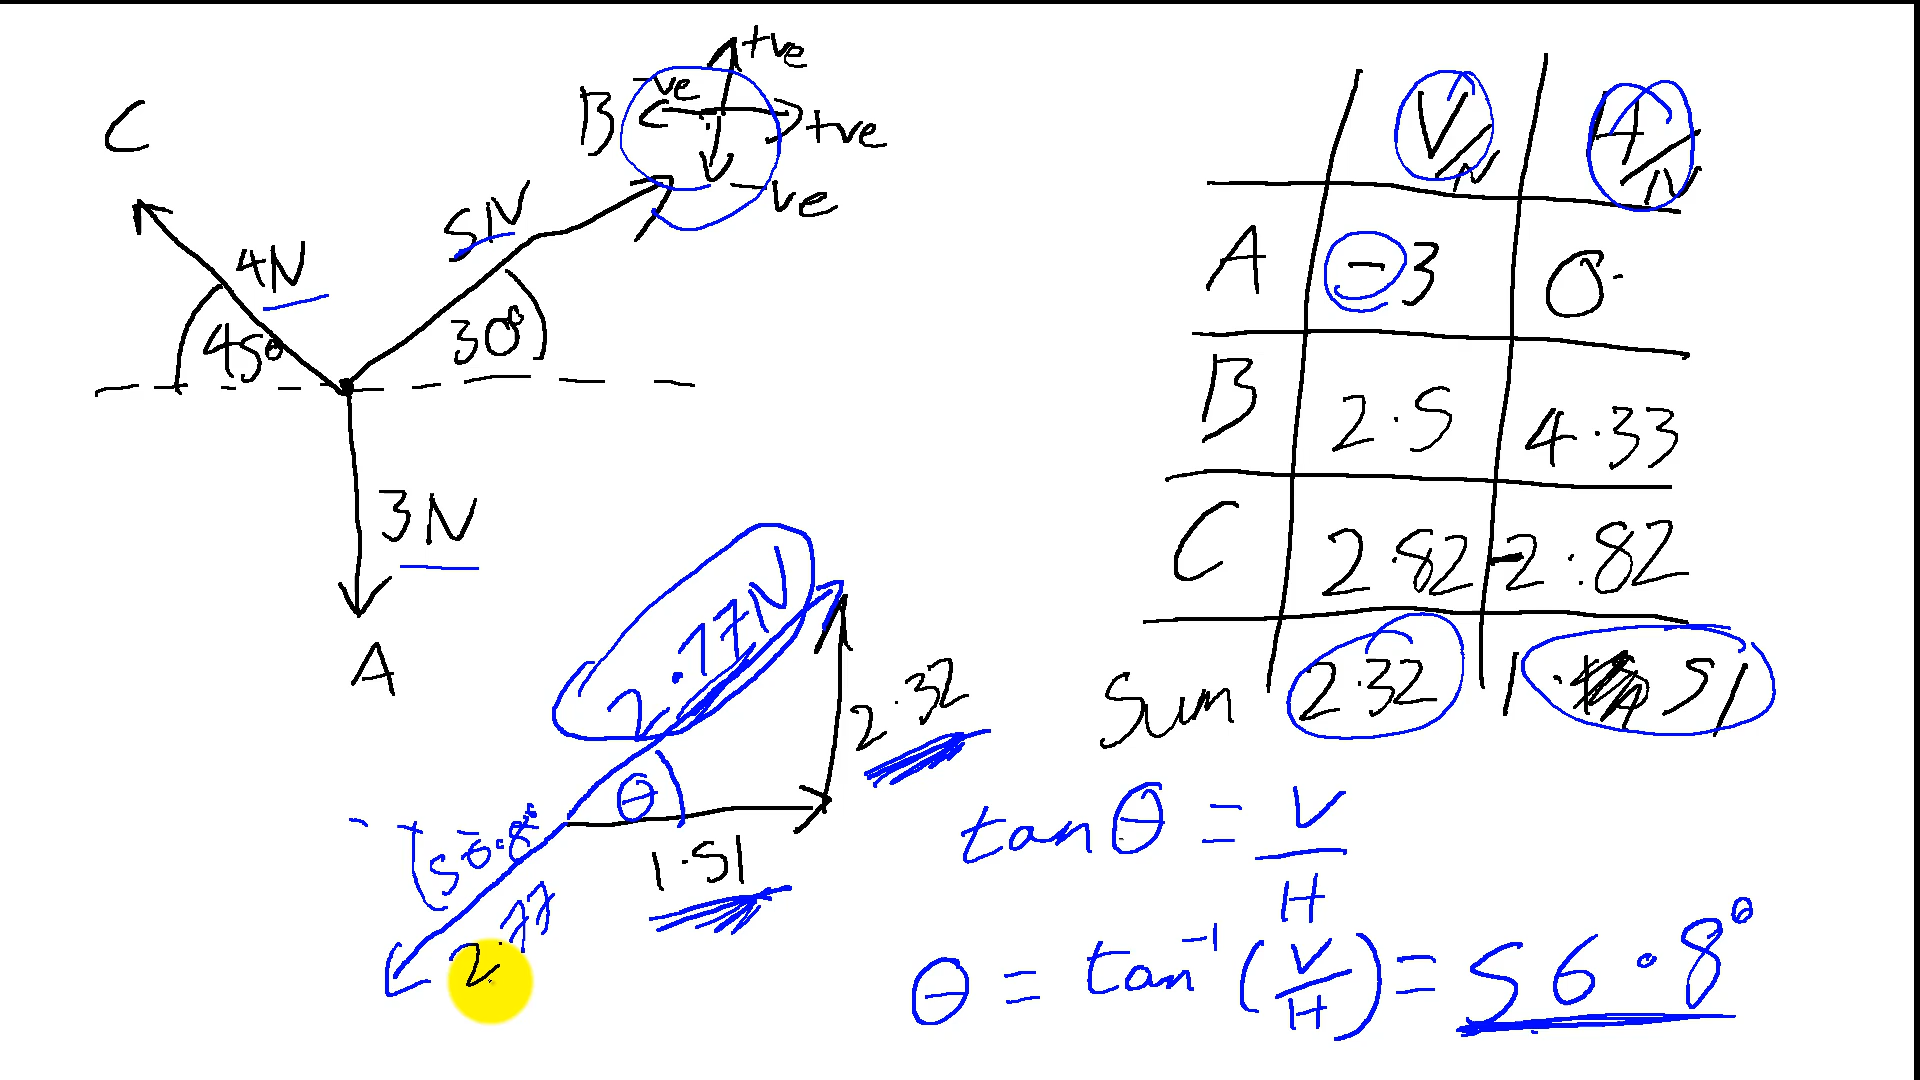 +ve
-ve
B
+ve
-ve
C
5N
4N
30°
45°
3N
A
V/N H/N
A -3 0
B 2.5 4.33
C 2.82 -2.82
Sum 2.32 1.51
2.77N
2.32
θ
1.51
56.8°
2.77
tan θ = V/H
θ = tan⁻¹(V/H) = 56.8°